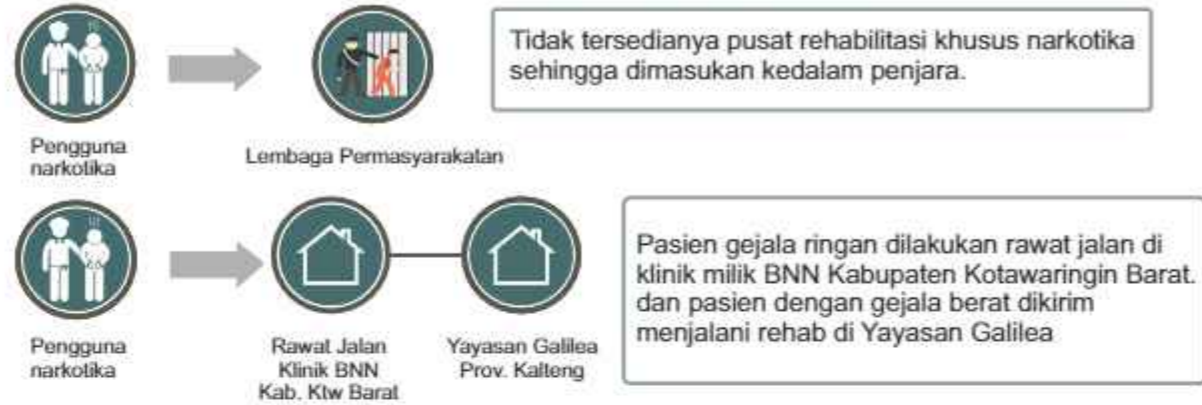 Tidak tersedianya pusat rehabilitasi khusus narkotika
sehingga dimasukan kedalam penjara.
Pengguna
narkotika
Lembaga Permasyarakatan
Pasien gejala ringan dilakukan rawat jalan di
klinik milik BNN Kabupaten Kotawaringin Barat.
dan pasien dengan gejala berat dikirim
menjalani rehab di Yayasan Galilea
Pengguna
narkotika
Rawat Jalan
Klinik BNN
Kab. Ktw Barat
Yayasan Galilea
Prov. Kalteng